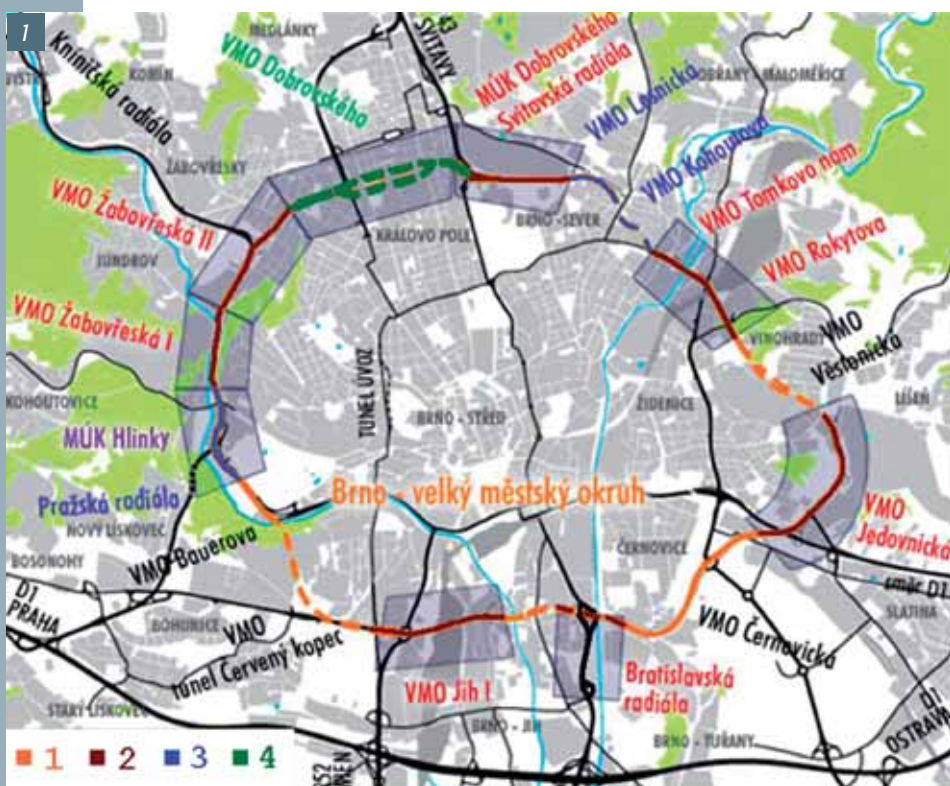 1
MEDLÁNKY
43
SVITAVY
Kníničská radiála
KOMÍN
VMO Dobrovského
MÚK Dobrovského
Svitavská radiála
VMO Lesnická
MALOMĚŘICE
VMO Kohoutova
VMO Tomkovo nám
VMO Rokytova
ŽABOVŘESKY
VMO Žabovřeská II
KRÁLOVO POLE
BRNO-SEVER
JUNDROV
VMO Žabovřeská I
VINOHRADY
VMO
Věstonická
LÍŠEŇ
KOHOUTOVICE
TUNEL ÚVOZ
BRNO - STŘED
ŽIDENICE
MÚK Hlinky
Pražská radiála
Brno - velký městský okruh
NOVÝ LÍSKOVEC
VMO
Jedovnická
BOSONOHY
VMO Bauerova
ČERNOVICE
směr D1
SLATINA
D1
PRAHA
BOHUNICE
VMO
Tunel Červený kopec
VMO Černovická
STARÝ LÍSKOVEC
VMO Jih I
Bratislavská
radiála
BRNO - JIH
BRNO - TUŘANY
D1
OSTRAVA
1 2 3 4
R52